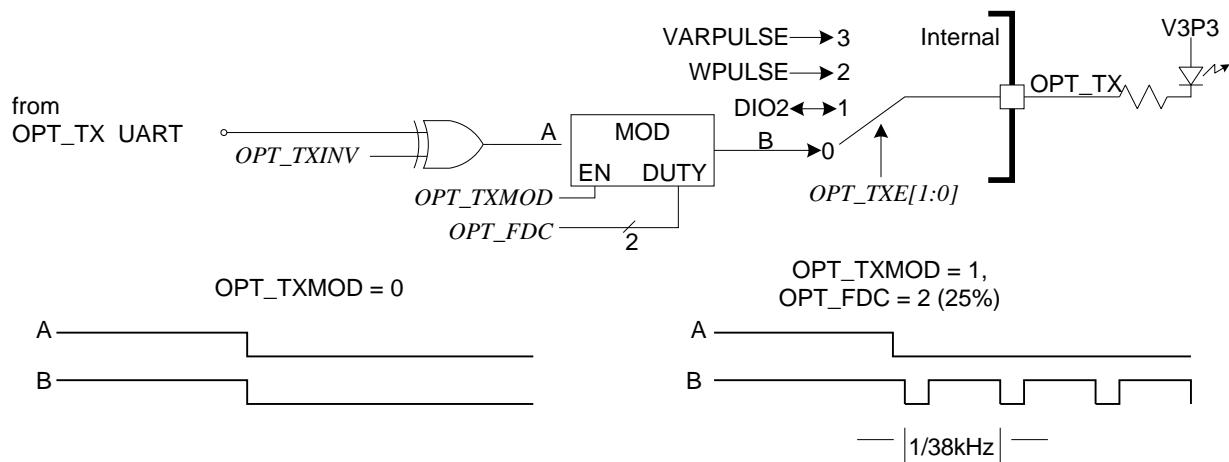 VARPULSE 3
Internal
V3P3
WPULSE 2
OPT_TX
from
OPT_TX UART
DIO2 1
A
MOD
B
0
OPT_TXINV
EN DUTY
OPT_TXMOD
OPT_TXE[1:0]
OPT_FDC
2
OPT_TXMOD = 0
OPT_TXMOD = 1,
OPT_FDC = 2 (25%)
A
B
A
B
1/38kHz